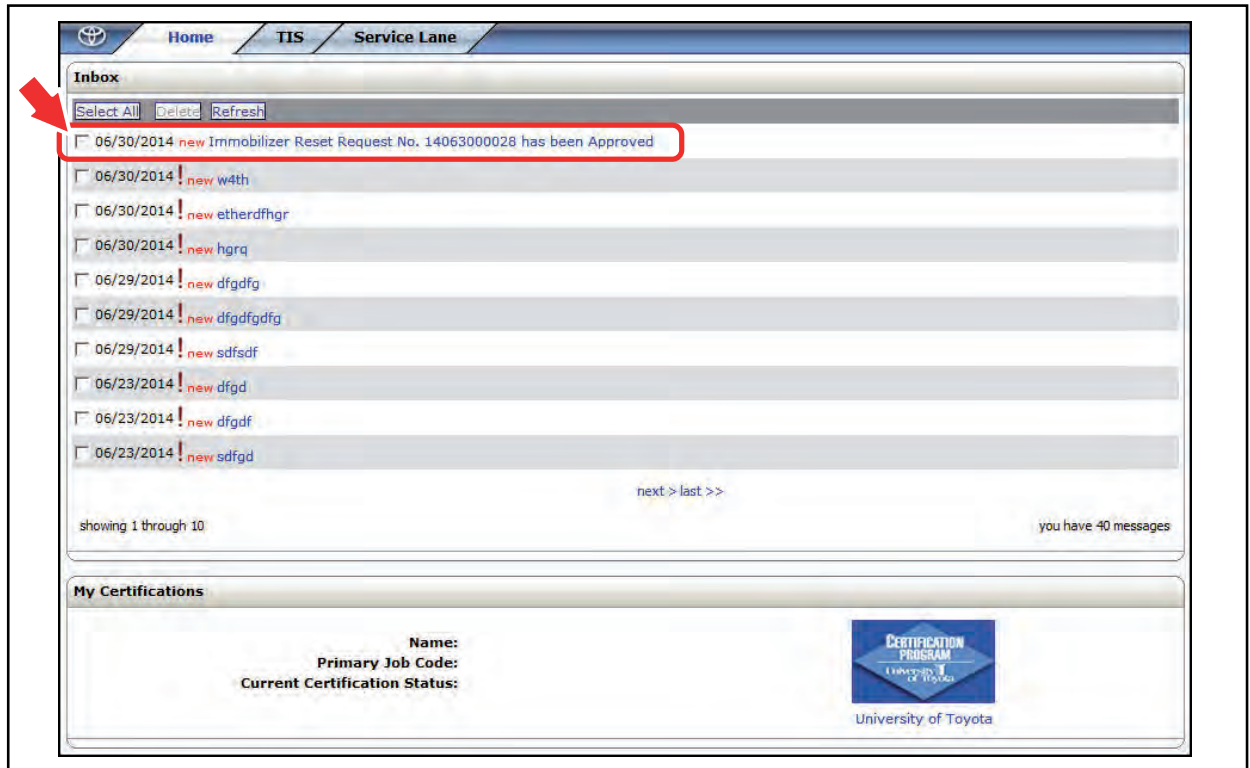 Home TIS Service Lane
Inbox
Select All Delete Refresh
06/30/2014 new Immobilizer Reset Request No. 14063000028 has been Approved
06/30/2014 ! new w4th
06/30/2014 ! new etherdfhgr
06/30/2014 ! new hgrq
06/29/2014 ! new dfgdfg
06/29/2014 ! new dfgdfgdfg
06/29/2014 ! new sdfsdf
06/23/2014 ! new dfgd
06/23/2014 ! new dfgdf
06/23/2014 ! new sdfgd
next > last >>
showing 1 through 10 you have 40 messages
My Certifications
Name:
Primary Job Code:
Current Certification Status:
CERTIFICATION
PROGRAM
University
of Toyota
University of Toyota